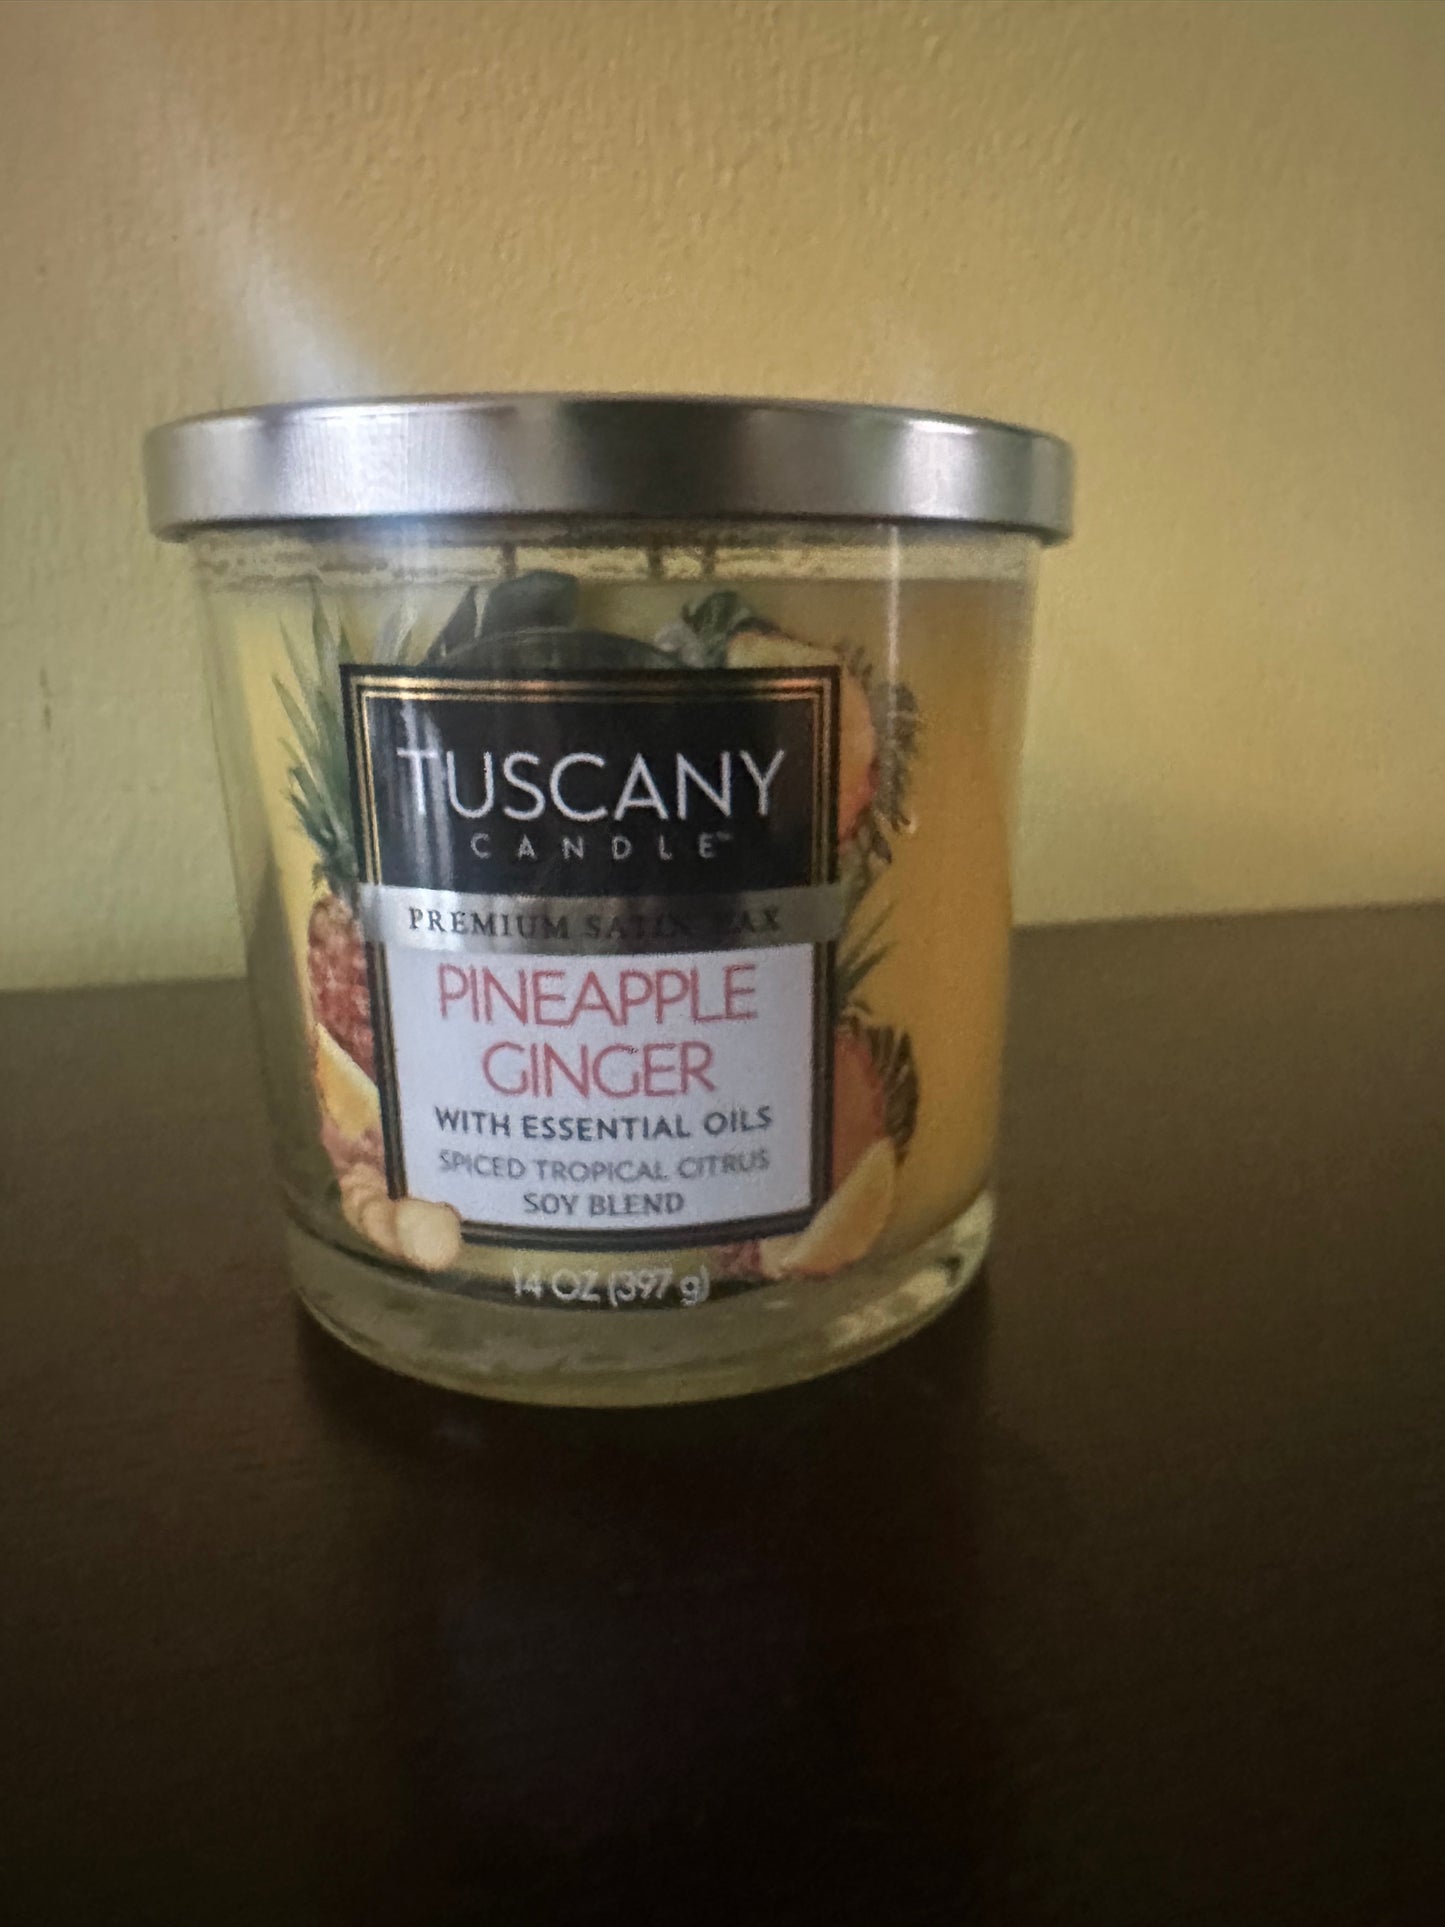 TUSCANY
CANDLE™
PREMIUM SATIN WAX
PINEAPPLE
GINGER
WITH ESSENTIAL OILS
SPICED TROPICAL CITRUS
SOY BLEND
14 OZ (397 g)